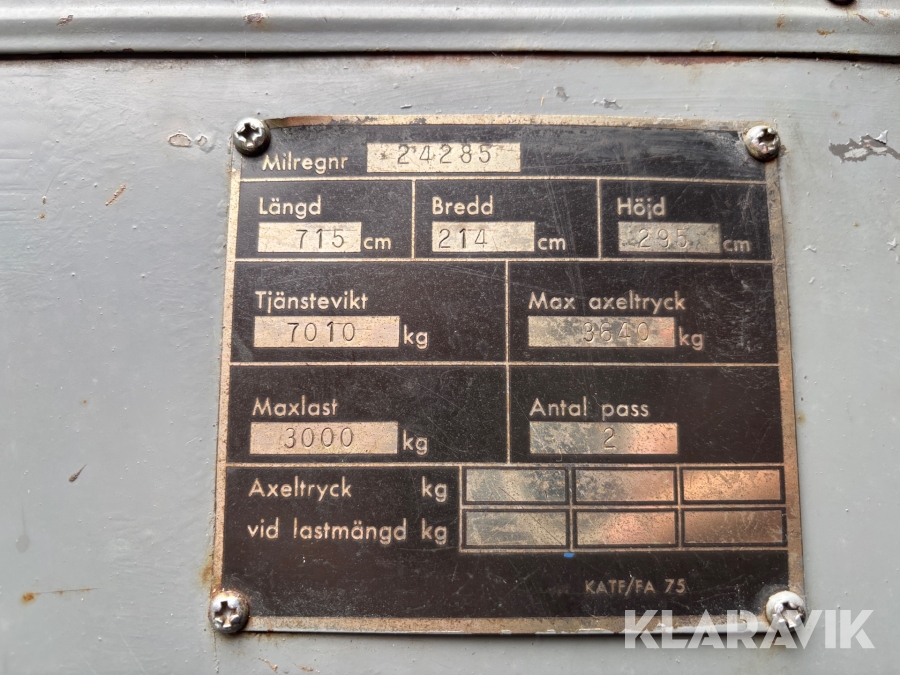 Milregnr 24285
Längd Bredd Höjd
715 cm 214 cm 295 cm
Tjänstevikt Max axeltryck
7010 kg 3640 kg
Maxlast Antal pass
3000 kg 2
Axeltryck kg
vid lastmängd kg
KATF/FA 75
KLARAVIK